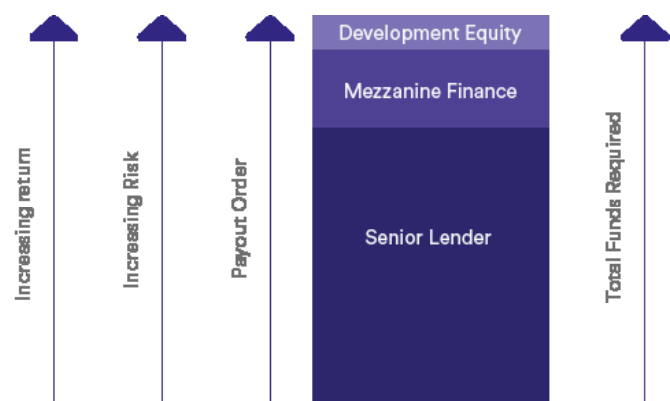 Increasing return
Increasing Risk
Payout Order
Development Equity
Mezzanine Finance
Senior Lender
Total Funds Required